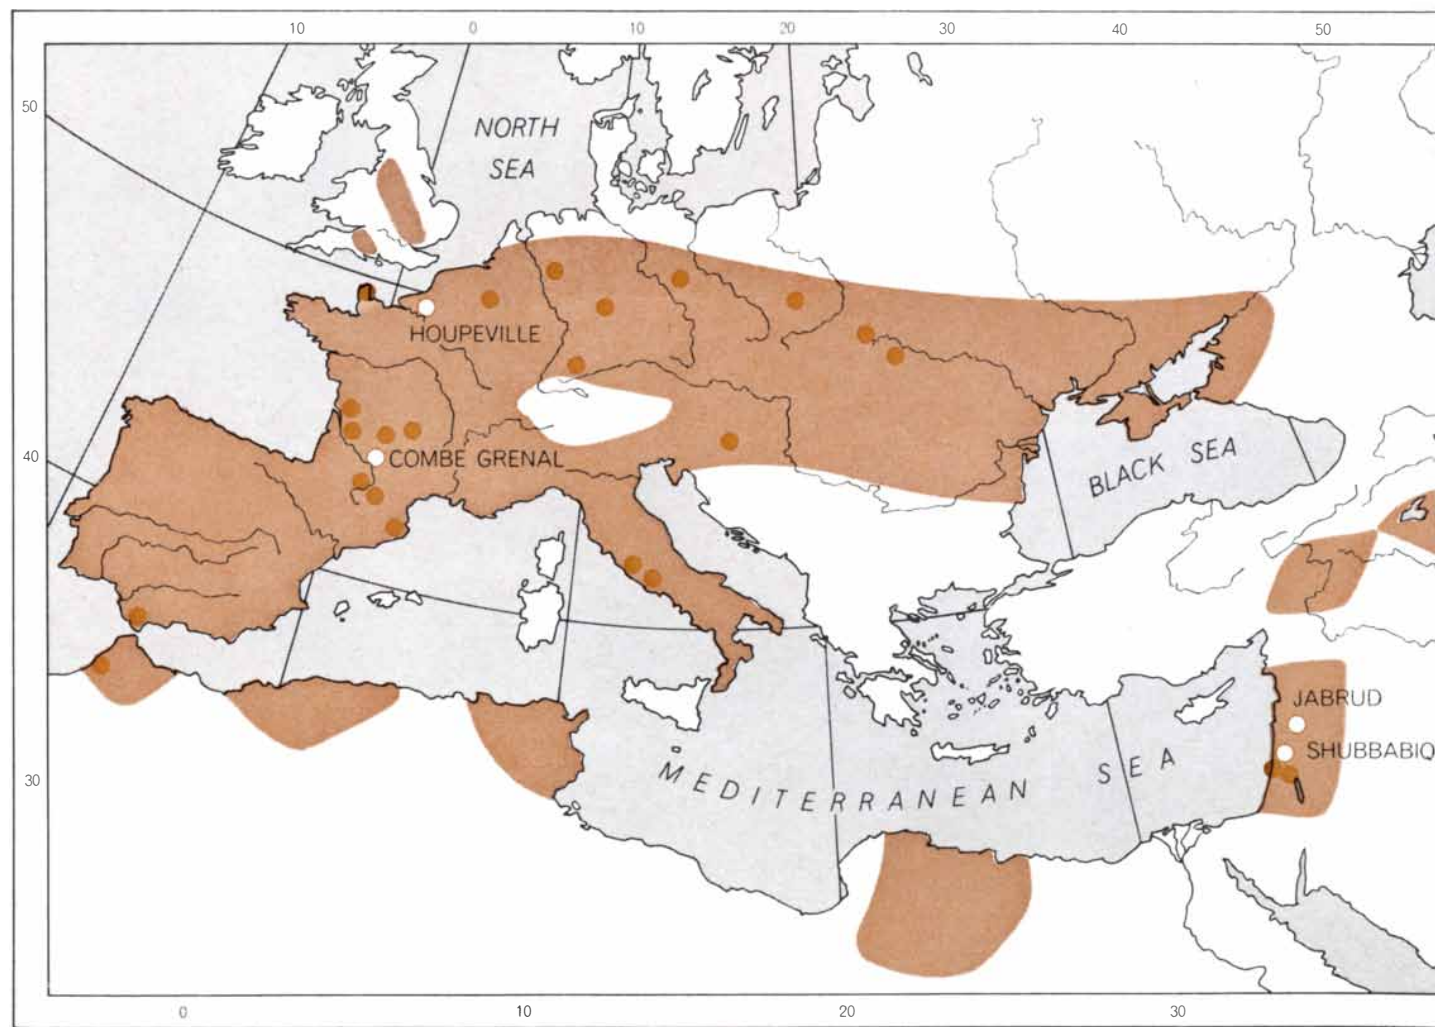 10 0 10 20 30 40 50
50
NORTH
SEA
HOUPEVILLE
40
COMBE GRENAL
BLACK SEA
JABRUD
SHUBBABIQ
30
MEDITERRANEAN SEA
0 10 20 30